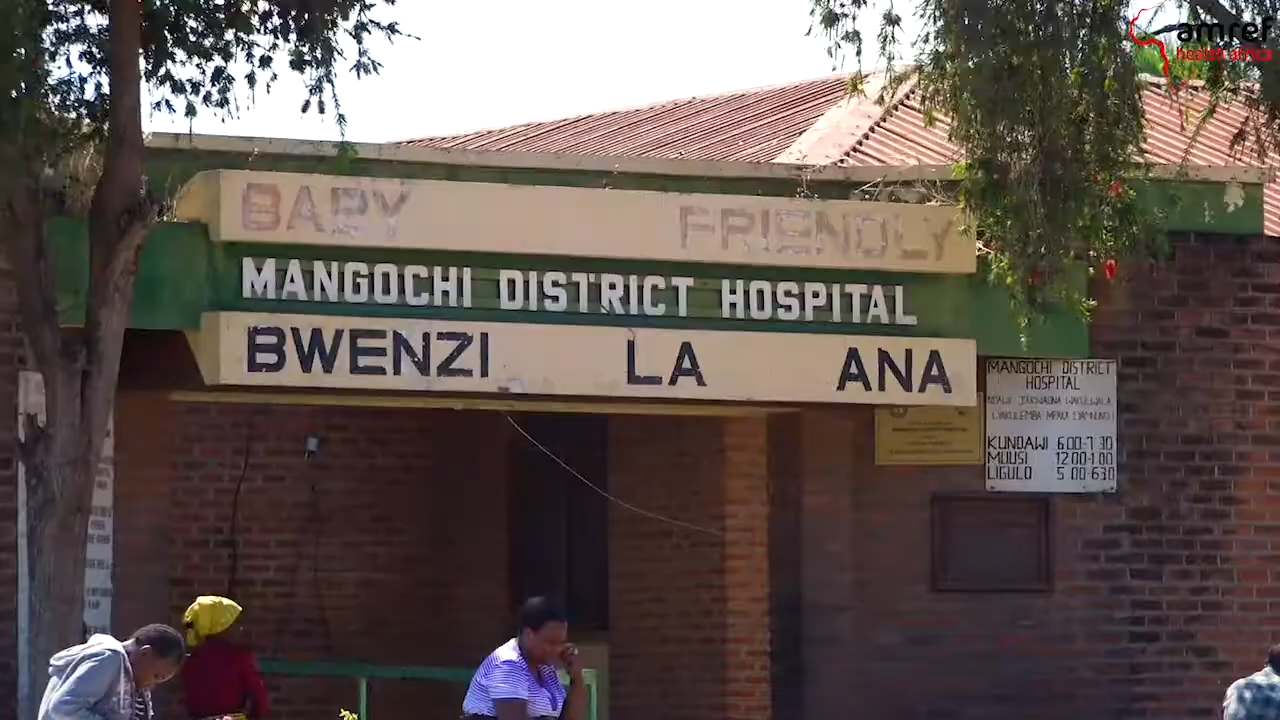 amref
health africa
BABY FRIENDLY
MANGOCHI DISTRICT HOSPITAL
BWENZI LA ANA
MANGOCHI DISTRICT
HOSPITAL
KUNDAWI 6.00-7.30
MUUSI 12.00-1.00
LIGULO 5.00-6.30